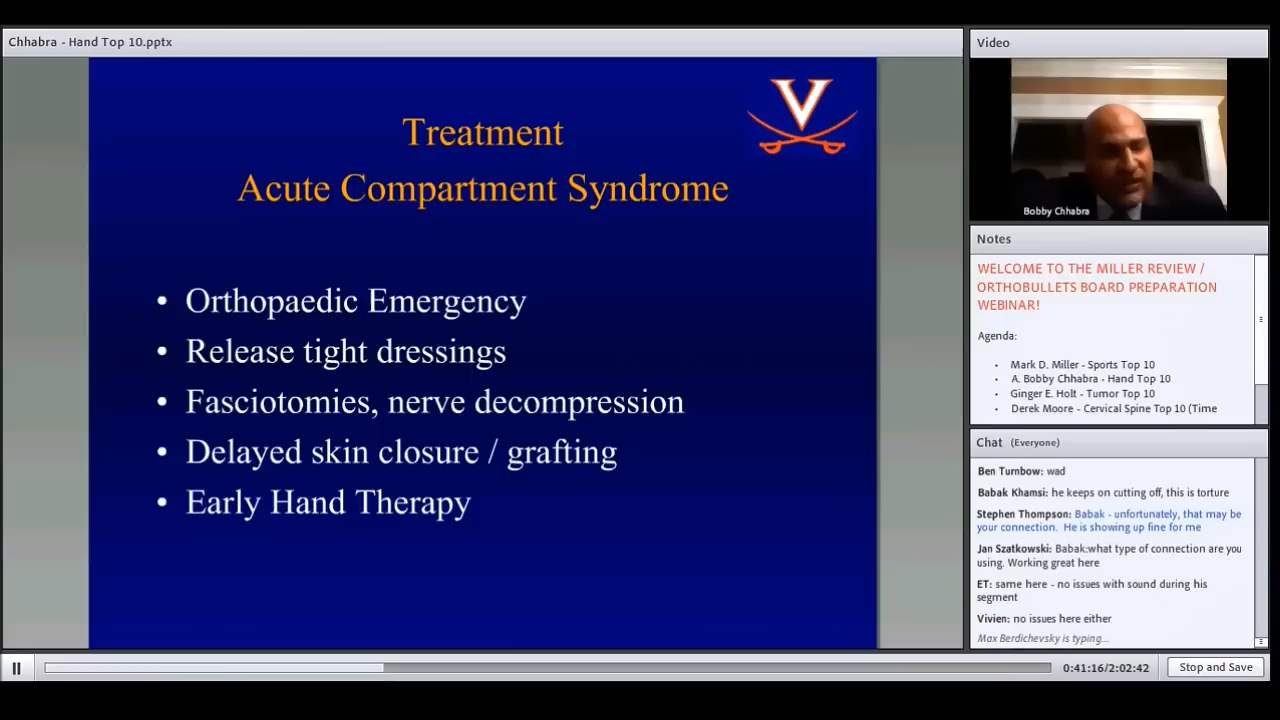 Chhabra - Hand Top 10.pptx
V
Treatment
Acute Compartment Syndrome
• Orthopaedic Emergency
• Release tight dressings
• Fasciotomies, nerve decompression
• Delayed skin closure / grafting
• Early Hand Therapy
Video
Bobby Chhabra
Notes
WELCOME TO THE MILLER REVIEW /
ORTHOBULLETS BOARD PREPARATION
WEBINAR!
Agenda:
• Mark D. Miller - Sports Top 10
• A. Bobby Chhabra - Hand Top 10
• Ginger E. Holt - Tumor Top 10
• Derek Moore - Cervical Spine Top 10 (Time
Chat (Everyone)
Ben Turnbow: wad
Babak Khamsi: he keeps on cutting off, this is torture
Stephen Thompson: Babak - unfortunately, that may be
your connection. He is showing up fine for me
Jan Szatkowski: Babak:what type of connection are you
using. Working great here
ET: same here - no issues with sound during his
segment
Vivien: no issues here either
Max Berdichevsky is typing...
0:41:16/2:02:42
Stop and Save